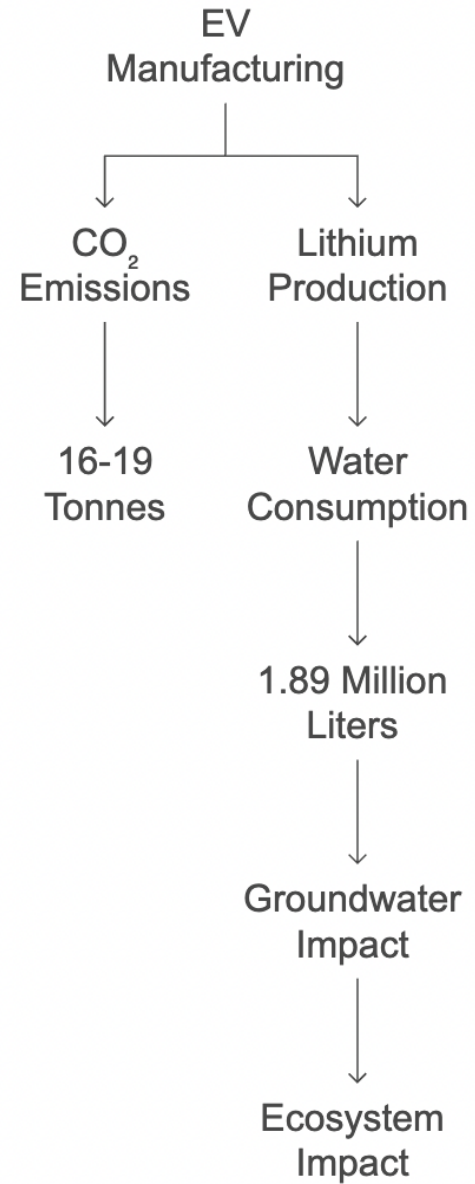 EV
Manufacturing
CO₂
Emissions
Lithium
Production
16-19
Tonnes
Water
Consumption
1.89 Million
Liters
Groundwater
Impact
Ecosystem
Impact